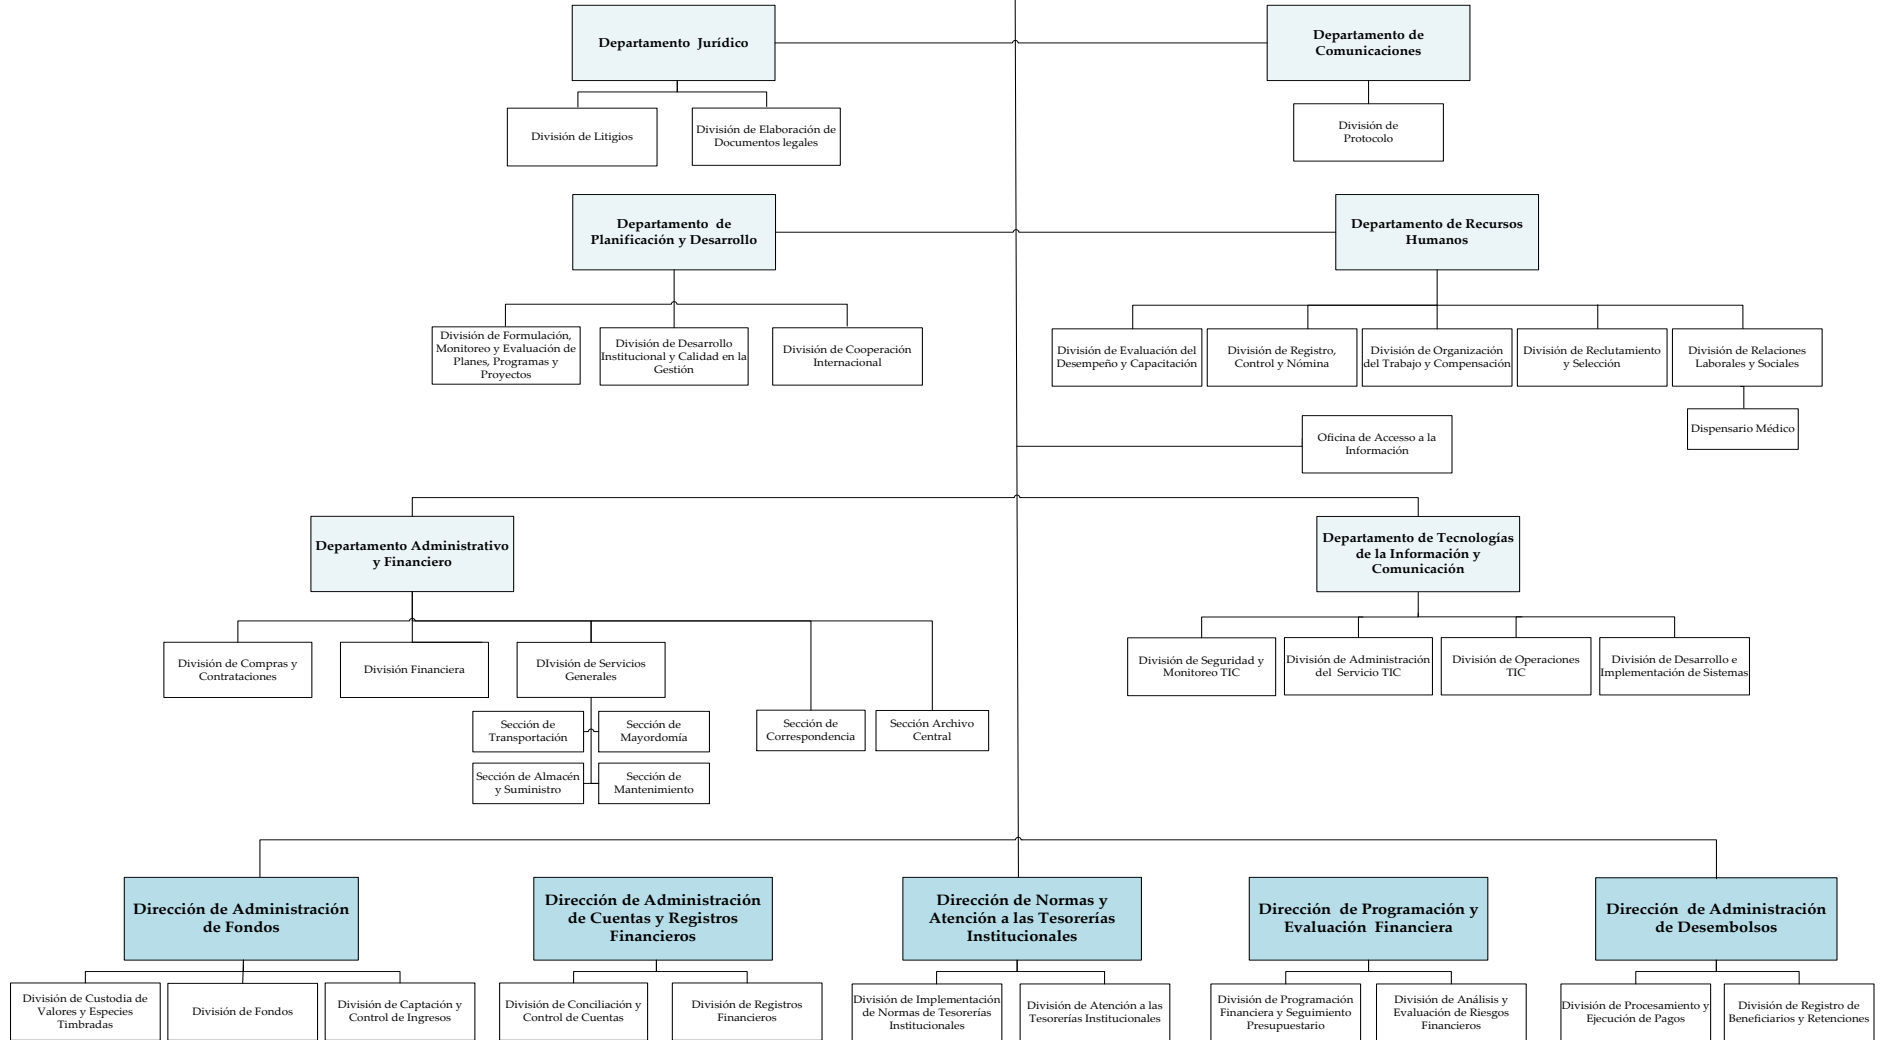 Departamento Jurídico
Departamento de
Comunicaciones
División de Litigios
División de Elaboración de
Documentos legales
División de
Protocolo
Departamento de
Planificación y Desarrollo
Departamento de Recursos
Humanos
División de Formulación,
Monitoreo y Evaluación de
Planes, Programas y
Proyectos
División de Desarrollo
Institucional y Calidad en la
Gestión
División de Cooperación
Internacional
División de Evaluación del
Desempeño y Capacitación
División de Registro,
Control y Nómina
División de Organización
del Trabajo y Compensación
División de Reclutamiento
y Selección
División de Relaciones
Laborales y Sociales
Dispensario Médico
Oficina de Accesso a la
Información
Departamento Administrativo
y Financiero
Departamento de Tecnologías
de la Información y
Comunicación
División de Compras y
Contrataciones
División Financiera
DIvisión de Servicios
Generales
Sección de
Transportación
Sección de
Mayordomía
Sección de Almacén
y Suministro
Sección de
Mantenimiento
Sección de
Correspondencia
Sección Archivo
Central
División de Seguridad y
Monitoreo TIC
División de Administración
del Servicio TIC
División de Operaciones
TIC
División de Desarrollo e
Implementación de Sistemas
Dirección de Administración
de Fondos
Dirección de Administración
de Cuentas y Registros
Financieros
Dirección de Normas y
Atención a las Tesorerías
Institucionales
Dirección de Programación y
Evaluación Financiera
Dirección de Administración
de Desembolsos
División de Custodia de
Valores y Especies
Timbradas
División de Fondos
División de Captación y
Control de Ingresos
División de Conciliación y
Control de Cuentas
División de Registros
Financieros
División de Implementación
de Normas de Tesorerías
Institucionales
División de Atención a las
Tesorerías Institucionales
División de Programación
Financiera y Seguimiento
Presupuestario
División de Análisis y
Evaluación de Riesgos
Financieros
División de Procesamiento y
Ejecución de Pagos
División de Registro de
Beneficiarios y Retenciones